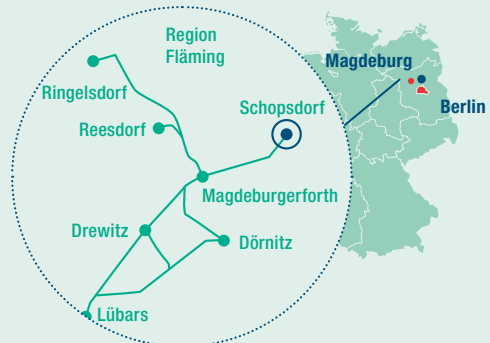 Region
Fläming
Magdeburg
Ringelsdorf
Schopsdorf
Berlin
Reesdorf
Magdeburgerforth
Drewitz
Dörnitz
Lübars